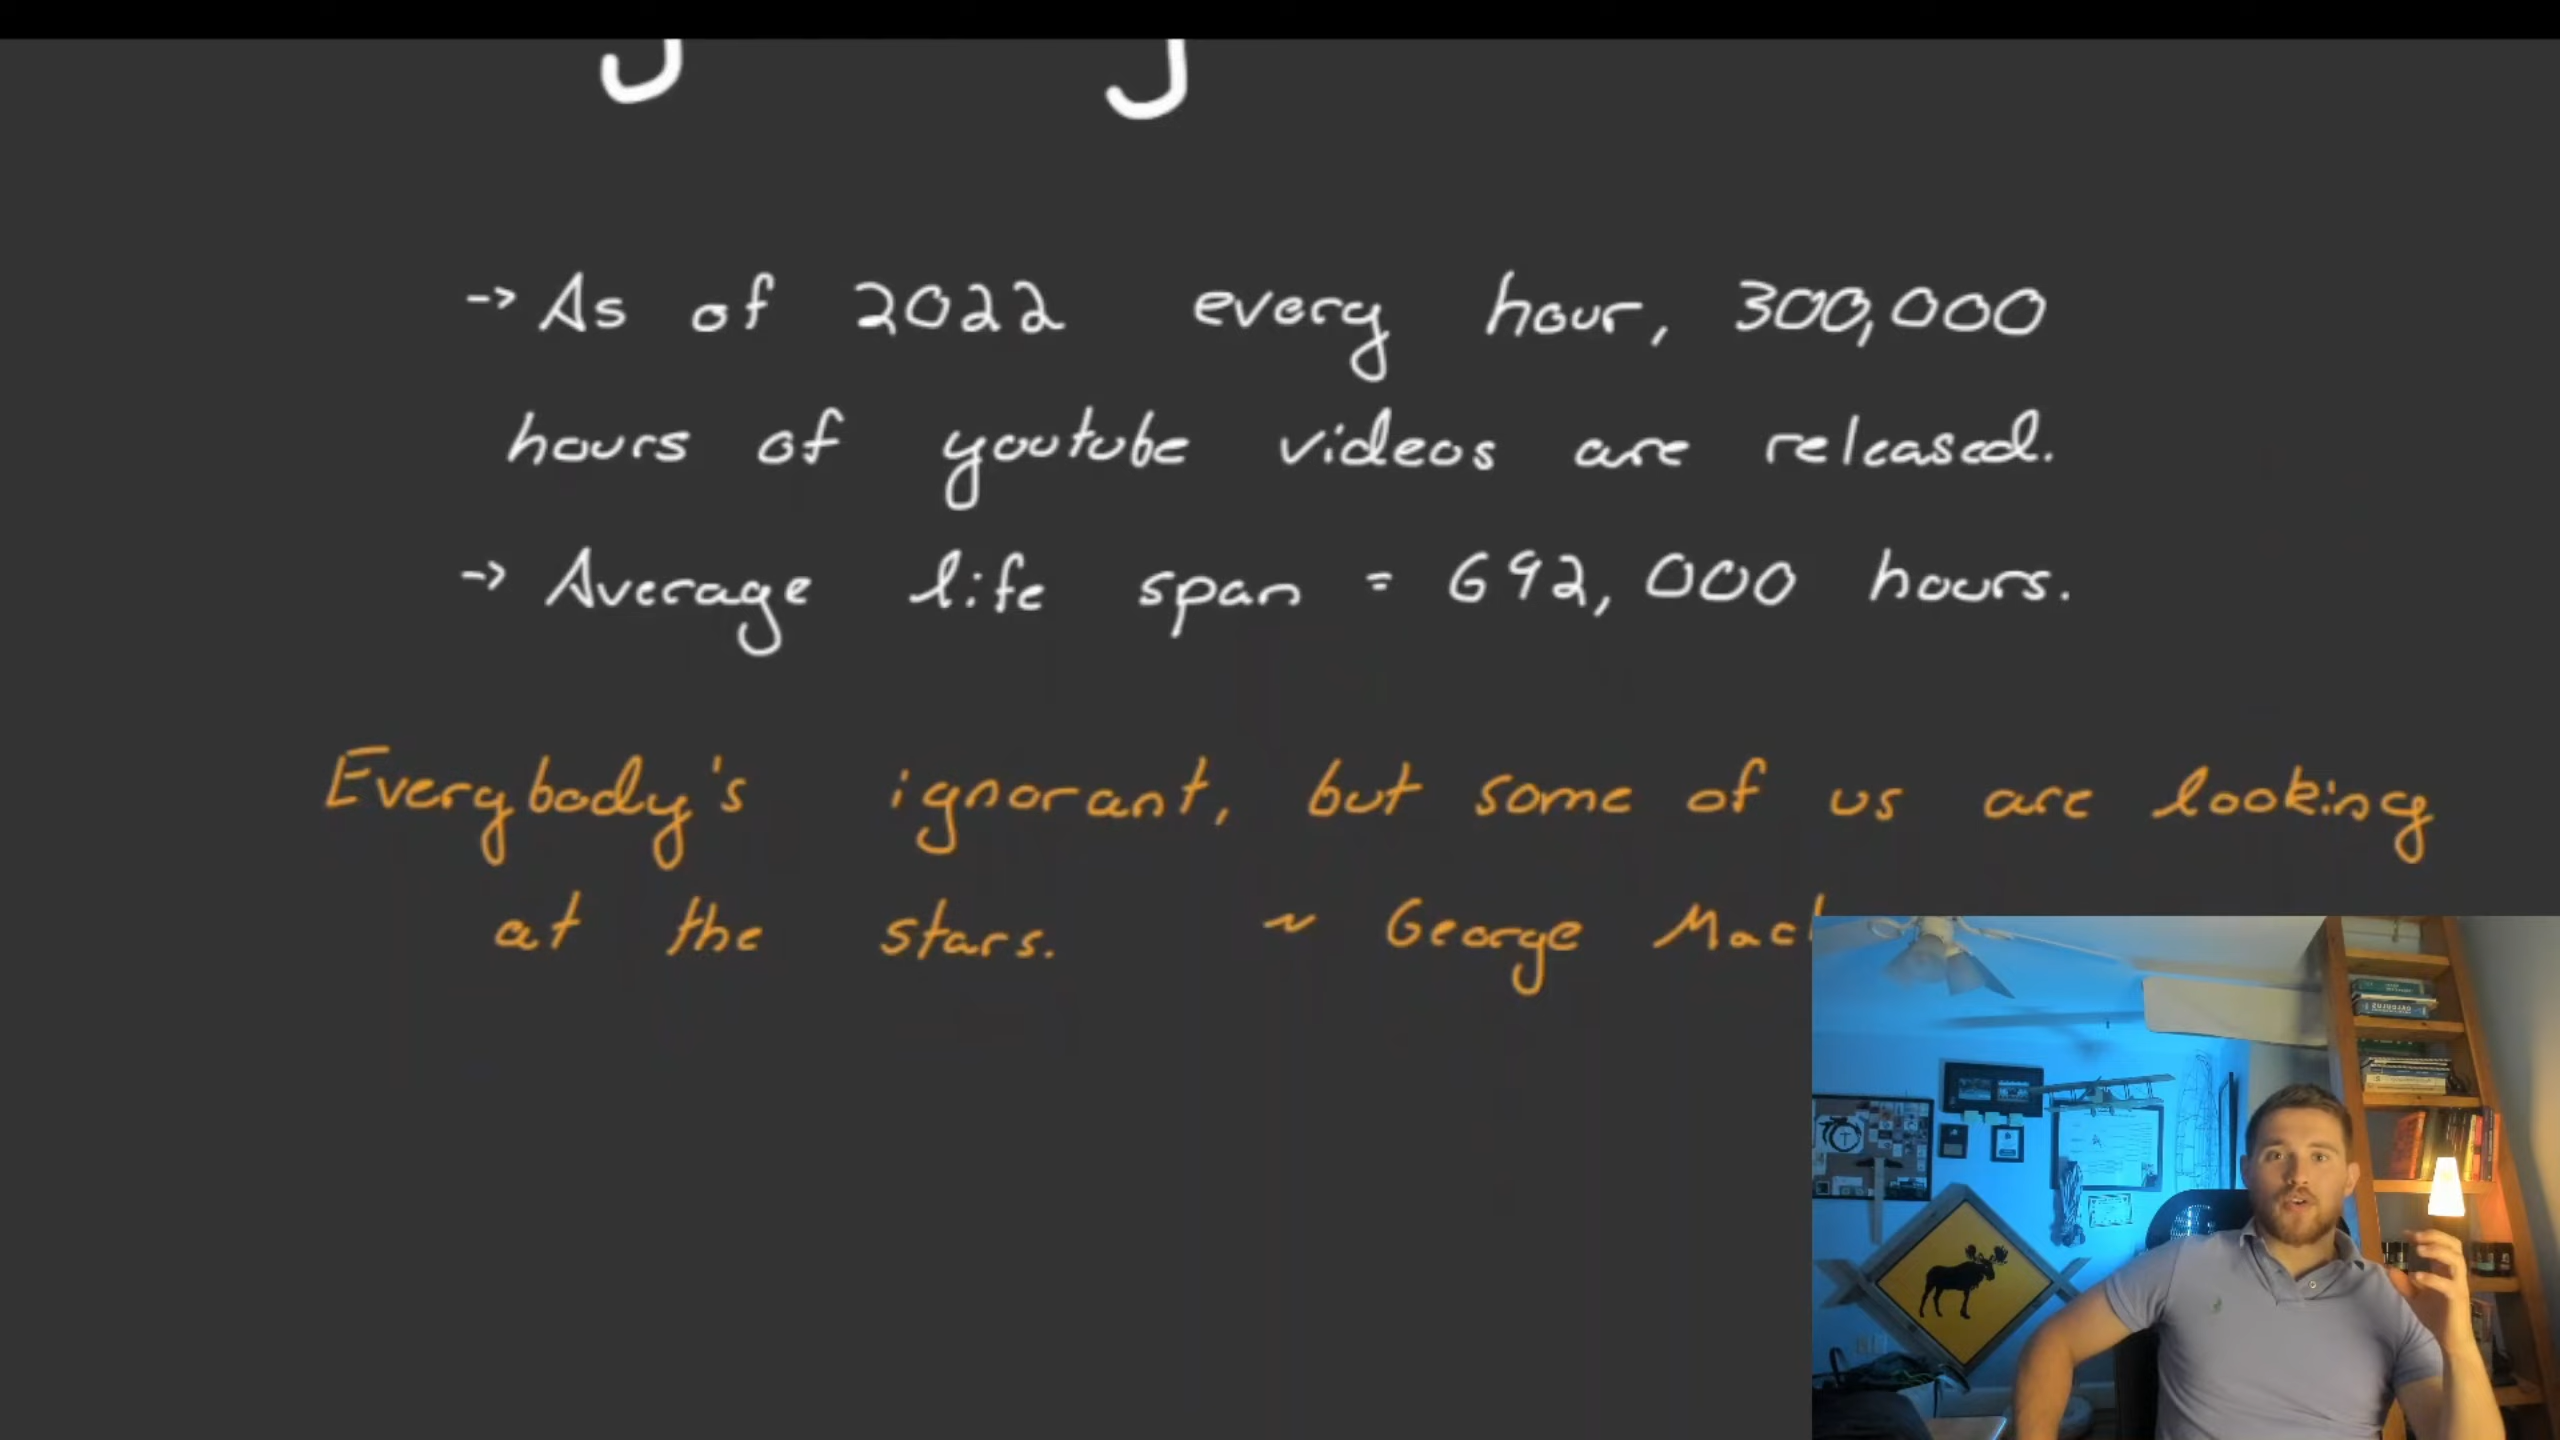 -> As of 2022 every hour, 300,000
hours of youtube videos are released.
-> Average life span = 692,000 hours.
Everybody's ignorant, but some of us are looking
at the stars. ~ George